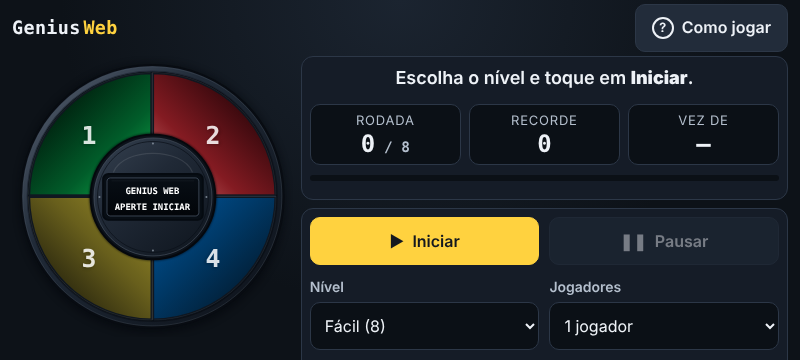 Genius Web
? Como jogar
1
2
3
4
GENIUS WEB
APERTE INICIAR
Escolha o nível e toque em Iniciar.
RODADA
0 / 8
RECORDE
0
VEZ DE
—
Iniciar
Pausar
Nível
Fácil (8)
Jogadores
1 jogador